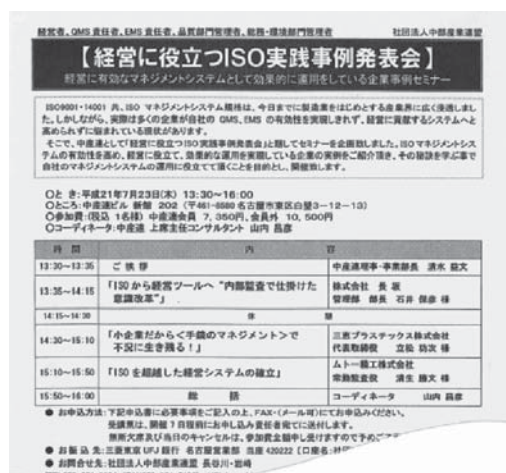 経営者、QMS 責任者、EMS 責任者、品質部門管理者、総務・環境部門管理者 社団法人中部産業連盟
【経営に役立つISO実践事例発表会】
経営に有効なマネジメントシステムとして効果的に運用をしている企業事例セミナー
ISO9001・14001 共、ISO マネジメントシステム規格は、今日までに製造業をはじめとする産業界に広く浸透しまし
た。しかしながら、実際は多くの企業が自社の QMS、EMS の有効性を実現しきれず、経営に貢献するシステムへと
高められずに悩まれている現状があります。
そこで、中産連として「経営に役立つISO実践事例発表会」と題してセミナーを企画致しました。ISOマネジメントシス
テムの有効性を高め、経営に役立て、効果的な運用を実現している企業の実例をご紹介頂き、その秘訣を学ぶ事で
自社のマネジメントシステムの運用に役立てて頂くことを目的とし、開催致します。
○と き:平成21年7月23日(木) 13:30~16:00
○ところ:中産連ビル 新館 202 (〒461-8580 名古屋市東区白壁3-12-13)
○参加費:(税込 1名様) 中産連会員 7,350円、会員外 10,500円
○コーディネータ:中産連 上席主任コンサルタント 山内 昌彦
時 間 内 容
13:30~13:35 ご 挨 拶 中産連理事・事業部長 清水 益文
13:35~14:15 「ISO から経営ツールへ “内部監査で仕掛けた 株式会社 長 坂
意識改革”」 管理部 部長 石井 保彦 様
14:15~14:30 休 憩
14:30~15:10 「小企業だから<手鏡のマネジメント>で 三恵プラステックス株式会社
不況に生き残る!」 代表取締役 立松 功次 様
15:10~15:50 「ISO を超越した経営システムの確立」 ムトー精工株式会社
常勤監査役 清生 勝文 様
15:50~16:00 総 括 コーディネータ 山内 昌彦
● お申込方法:下記申込書に必要事項をご記入の上、FAX・(メール可)にてお申込みください。
受講票は、開催 7 日程前にお申し込み責任者宛てに送付します。
無断欠席及び当日のキャンセルは、参加費全額申し受けますので予めご了
● お振込先:三菱東京 UFJ 銀行 名古屋営業部 当座 420222 (口座名:社団
● お問合せ先:社団法人中部産業連盟 長谷川・岩崎